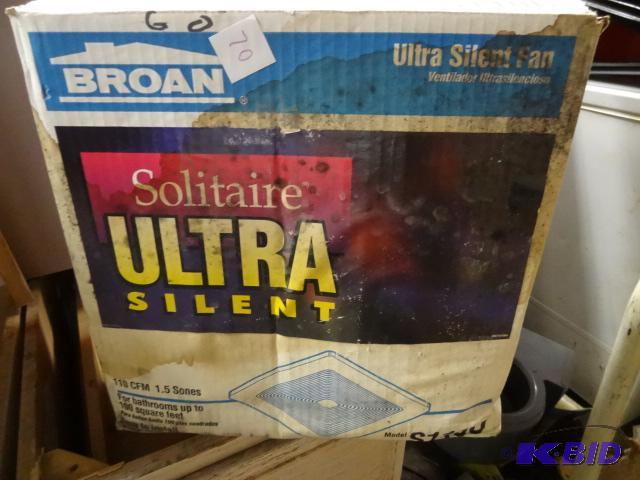 BROAN
70
Ultra Silent Fan
Ventilador Ultrasilencioso
Solitaire
ULTRA
SILENT
110 CFM 1.5 Sones
For bathrooms up to
100 square feet
Model
K-BID